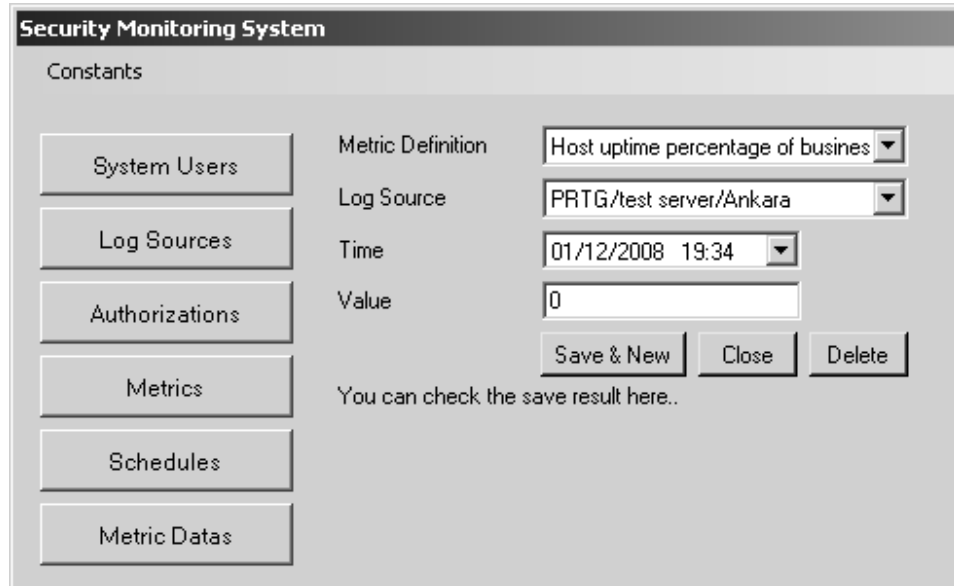 Security Monitoring System
Constants
System Users
Log Sources
Authorizations
Metrics
Schedules
Metric Datas
Metric Definition Host uptime percentage of busines
Log Source PRTG/test server/Ankara
Time 01/12/2008 19:34
Value 0
Save & New Close Delete
You can check the save result here..